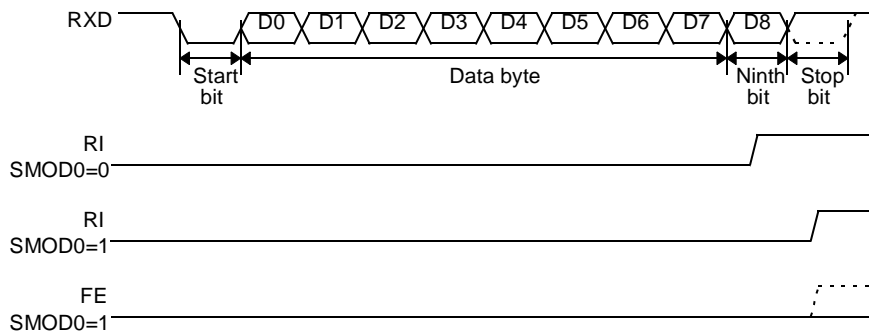 RXD D0 D1 D2 D3 D4 D5 D6 D7 D8
Start bit
Data byte
Ninth bit
Stop bit
RI
SMOD0=0
RI
SMOD0=1
FE
SMOD0=1